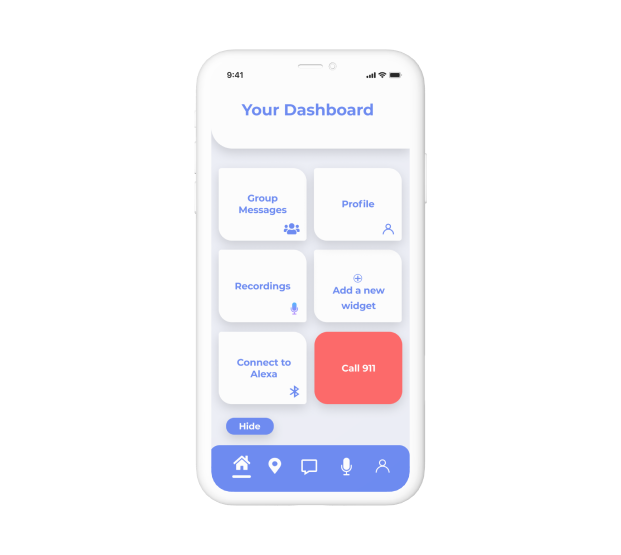 9:41
Your Dashboard
Group
Messages
Profile
Recordings
Add a new
widget
Connect to
Alexa
Call 911
Hide